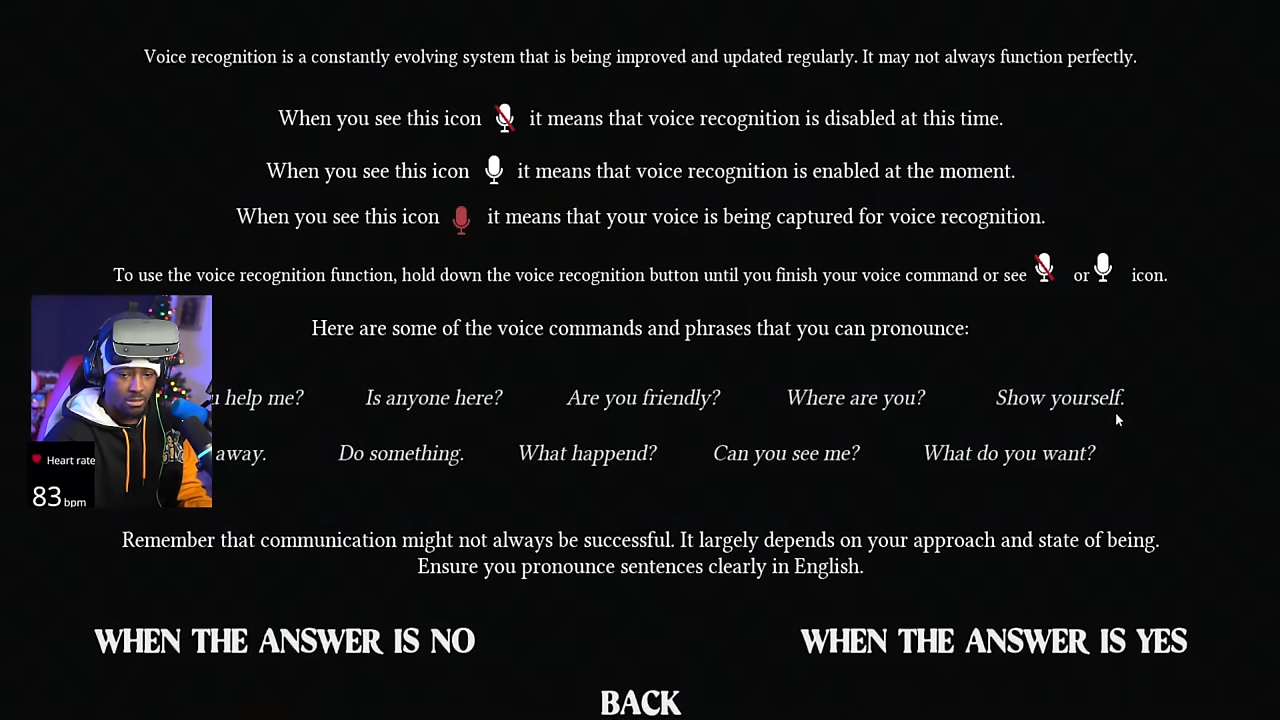 Voice recognition is a constantly evolving system that is being improved and updated regularly. It may not always function perfectly.
When you see this icon it means that voice recognition is disabled at this time.
When you see this icon it means that voice recognition is enabled at the moment.
When you see this icon it means that your voice is being captured for voice recognition.
To use the voice recognition function, hold down the voice recognition button until you finish your voice command or see or icon.
Here are some of the voice commands and phrases that you can pronounce:
help me? Is anyone here? Are you friendly? Where are you? Show yourself.
away. Do something. What happend? Can you see me? What do you want?
Heart rate
83 bpm
Remember that communication might not always be successful. It largely depends on your approach and state of being.
Ensure you pronounce sentences clearly in English.
WHEN THE ANSWER IS NO WHEN THE ANSWER IS YES
BACK